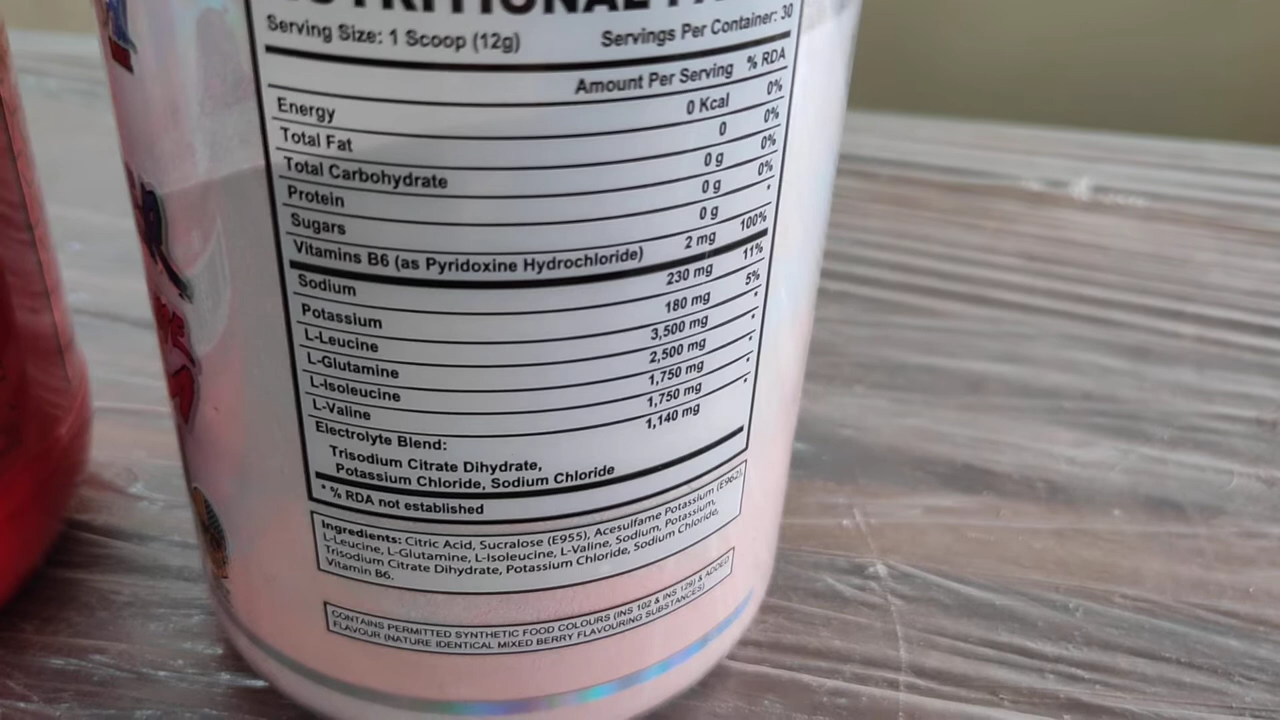 NUTRITIONAL FA
Serving Size: 1 Scoop (12g) Servings Per Container: 30
Amount Per Serving % RDA
Energy 0 Kcal 0%
Total Fat 0 0%
Total Carbohydrate 0 g 0%
Protein 0 g 0%
Sugars 0 g *
Vitamins B6 (as Pyridoxine Hydrochloride) 2 mg 100%
Sodium 230 mg 11%
Potassium 180 mg 5%
L-Leucine 3,500 mg *
L-Glutamine 2,500 mg *
L-Isoleucine 1,750 mg *
L-Valine 1,750 mg *
Electrolyte Blend: 1,140 mg
Trisodium Citrate Dihydrate,
Potassium Chloride, Sodium Chloride
* % RDA not established
Ingredients: Citric Acid, Sucralose (E955), Acesulfame Potassium (E962),
L-Leucine, L-Glutamine, L-Isoleucine, L-Valine, Sodium, Potassium,
Trisodium Citrate Dihydrate, Potassium Chloride, Sodium Chloride,
Vitamin B6.
CONTAINS PERMITTED SYNTHETIC FOOD COLOURS (INS 102 & INS 129) & ADDED
FLAVOUR (NATURE IDENTICAL MIXED BERRY FLAVOURING SUBSTANCES)